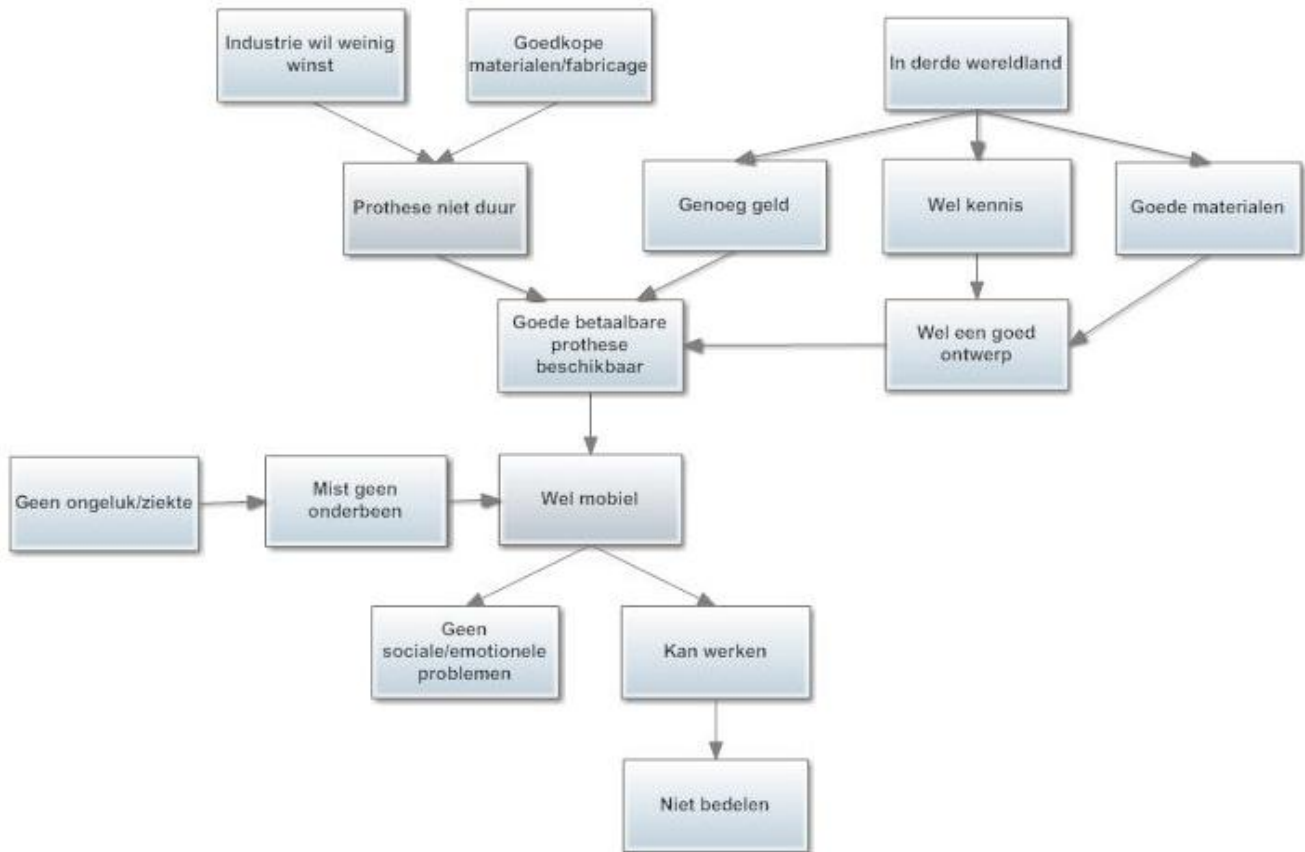 Industrie wil weinig
winst
Goedkope
materialen/fabricage
In derde wereldland
Prothese niet duur
Genoeg geld
Wel kennis
Goede materialen
Goede betaalbare
prothese
beschikbaar
Wel een goed
ontwerp
Geen ongeluk/ziekte
Mist geen
onderbeen
Wel mobiel
Geen
sociale/emotionele
problemen
Kan werken
Niet bedelen